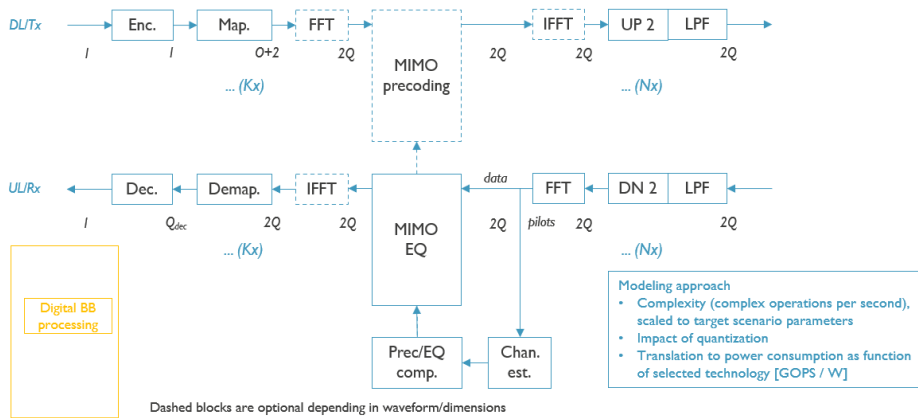 DL/Tx
Enc.
Map.
FFT
MIMO
precoding
IFFT
UP 2
LPF
I
I
O+2
2Q
2Q
2Q
2Q
... (Kx)
... (Nx)
UL/Rx
Dec.
Demap.
IFFT
MIMO
EQ
data
FFT
DN 2
LPF
I
Qdec
2Q
2Q
2Q
pilots
2Q
2Q
... (Kx)
... (Nx)
Digital BB
processing
Prec/EQ
comp.
Chan.
est.
Modeling approach
• Complexity (complex operations per second),
scaled to target scenario parameters
• Impact of quantization
• Translation to power consumption as function
of selected technology [GOPS / W]
Dashed blocks are optional depending in waveform/dimensions